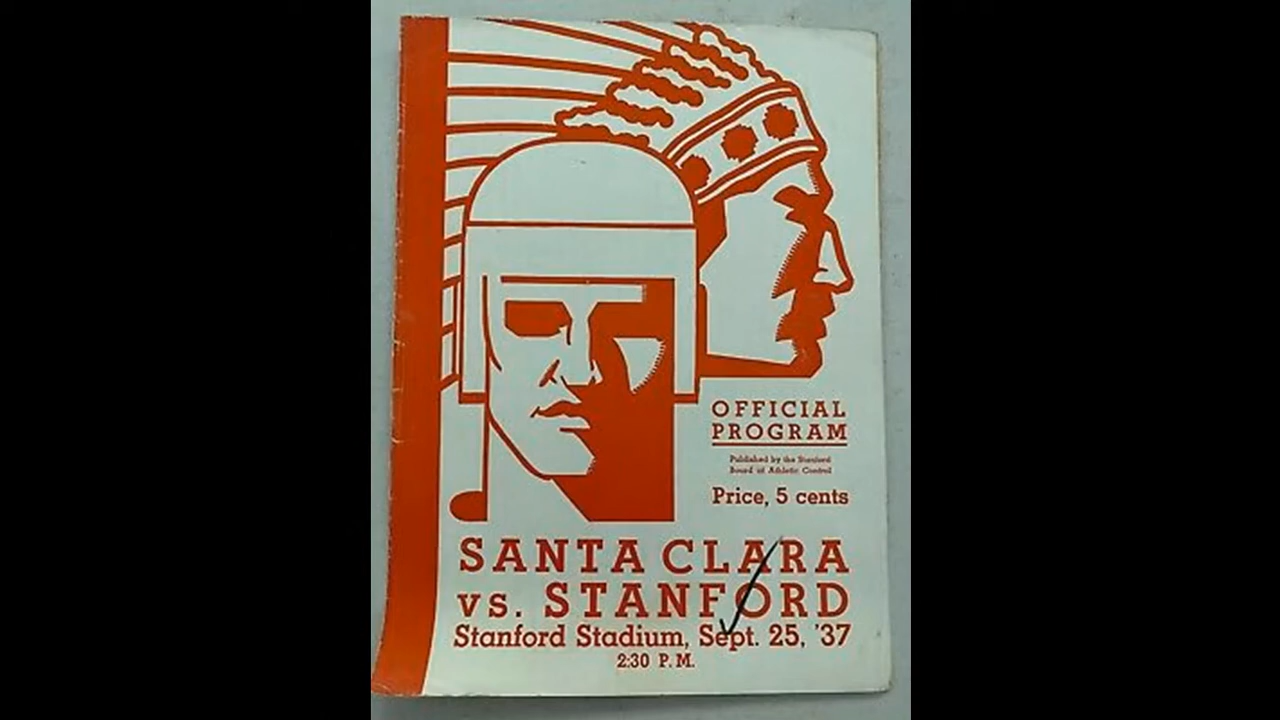 OFFICIAL
PROGRAM
Published by the Stanford
Board of Athletic Control
Price, 5 cents
SANTA CLARA
vs. STANFORD
Stanford Stadium, Sept. 25, '37
2:30 P.M.